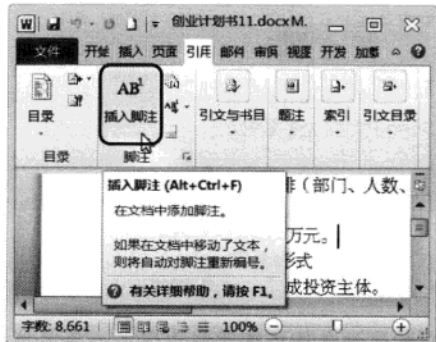 W 创业计划书11.docx M.
文件 开始 插入 页面 引用 邮件 审阅 视图 开发 加载
AB¹
目录 插入脚注 引文与书目 题注 索引 引文目录
目录 脚注
排（部门、人数、
插入脚注 (Alt+Ctrl+F)
在文档中添加脚注。
万元。
如果在文档中移动了文本，
形式
则将自动对脚注重新编号。
成投资主体。
有关详细帮助，请按 F1。
字数: 8,661 100%